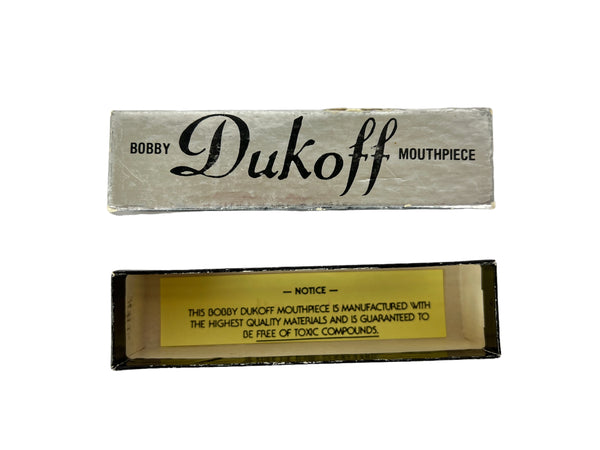 BOBBY Dukoff MOUTHPIECE
— NOTICE —
THIS BOBBY DUKOFF MOUTHPIECE IS MANUFACTURED WITH
THE HIGHEST QUALITY MATERIALS AND IS GUARANTEED TO
BE FREE OF TOXIC COMPOUNDS.